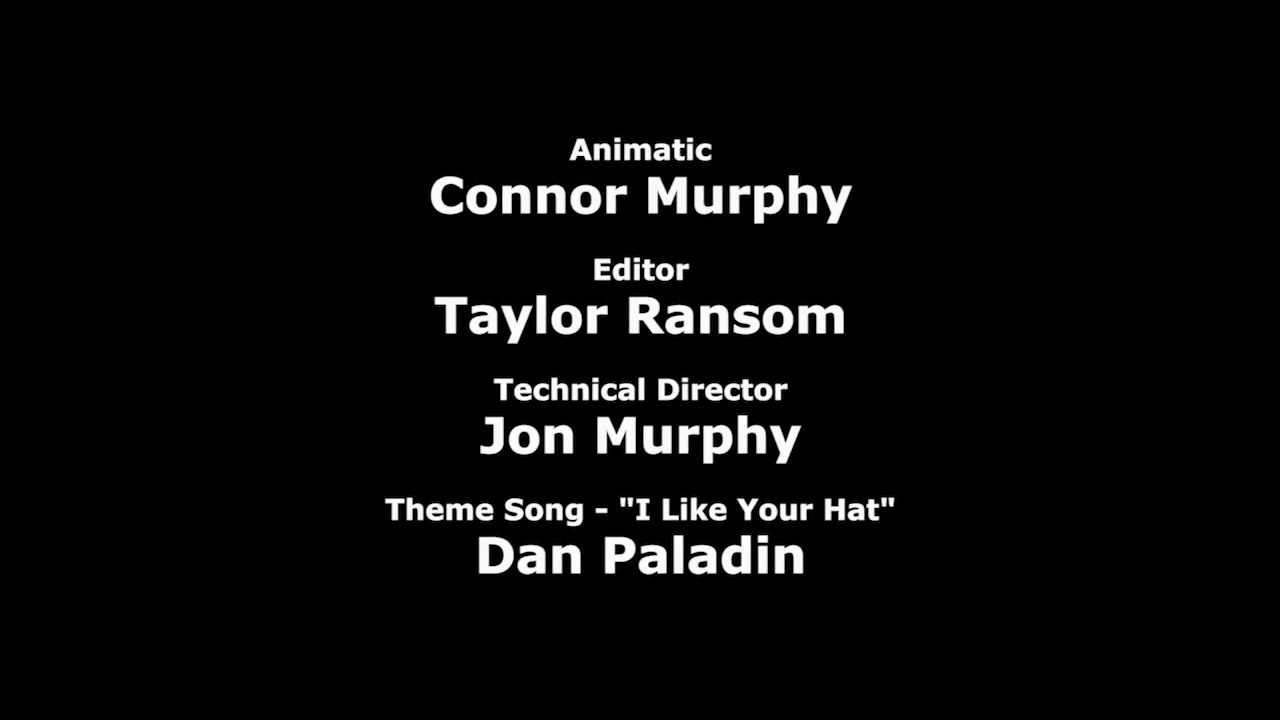 Animatic
Connor Murphy
Editor
Taylor Ransom
Technical Director
Jon Murphy
Theme Song - "I Like Your Hat"
Dan Paladin